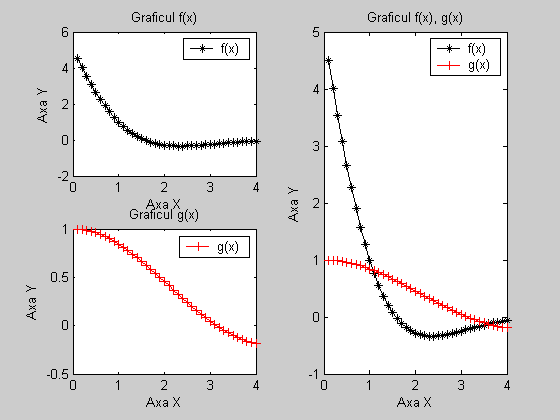 Graficul f(x)
6
4
2
0
-2
Axa Y
f(x)
0 1 2 3 4
Axa X
Graficul g(x)
1
0.5
0
-0.5
Axa Y
g(x)
0 1 2 3 4
Axa X
Graficul f(x), g(x)
5
4
3
2
1
0
-1
Axa Y
f(x)
g(x)
0 1 2 3 4
Axa X